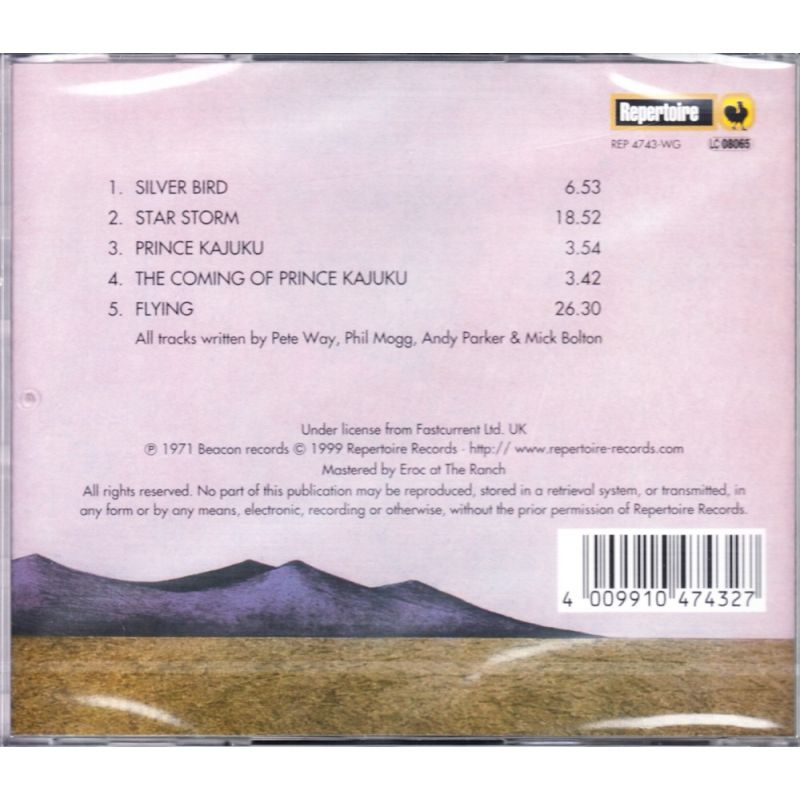 Repertoire
REP 4743-WG LC 08065
1. SILVER BIRD 6.53
2. STAR STORM 18.52
3. PRINCE KAJUKU 3.54
4. THE COMING OF PRINCE KAJUKU 3.42
5. FLYING 26.30
All tracks written by Pete Way, Phil Mogg, Andy Parker & Mick Bolton
Under license from Fastcurrent Ltd. UK
℗ 1971 Beacon records © 1999 Repertoire Records - http:// www.repertoire-records.com
Mastered by Eroc at The Ranch
All rights reserved. No part of this publication may be reproduced, stored in a retrieval system, or transmitted, in
any form or by any means, electronic, recording or otherwise, without the prior permission of Repertoire Records.
4 009910 474327